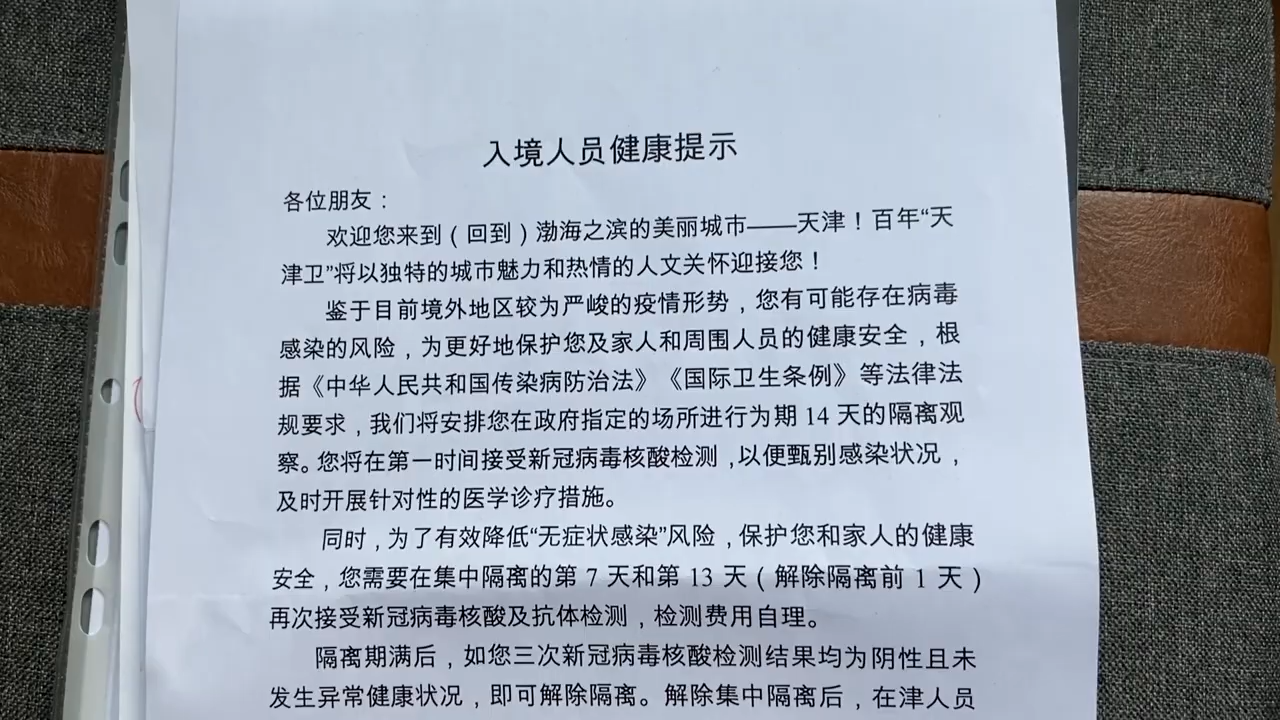 入境人员健康提示
各位朋友：
欢迎您来到（回到）渤海之滨的美丽城市——天津！百年“天
津卫”将以独特的城市魅力和热情的人文关怀迎接您！
鉴于目前境外地区较为严峻的疫情形势，您有可能存在病毒
感染的风险，为更好地保护您及家人和周围人员的健康安全，根
据《中华人民共和国传染病防治法》《国际卫生条例》等法律法
规要求，我们将安排您在政府指定的场所进行为期 14 天的隔离观
察。您将在第一时间接受新冠病毒核酸检测，以便甄别感染状况，
及时开展针对性的医学诊疗措施。
同时，为了有效降低“无症状感染”风险，保护您和家人的健康
安全，您需要在集中隔离的第 7 天和第 13 天（解除隔离前 1 天）
再次接受新冠病毒核酸及抗体检测，检测费用自理。
隔离期满后，如您三次新冠病毒核酸检测结果均为阴性且未
发生异常健康状况，即可解除隔离。解除集中隔离后，在津人员